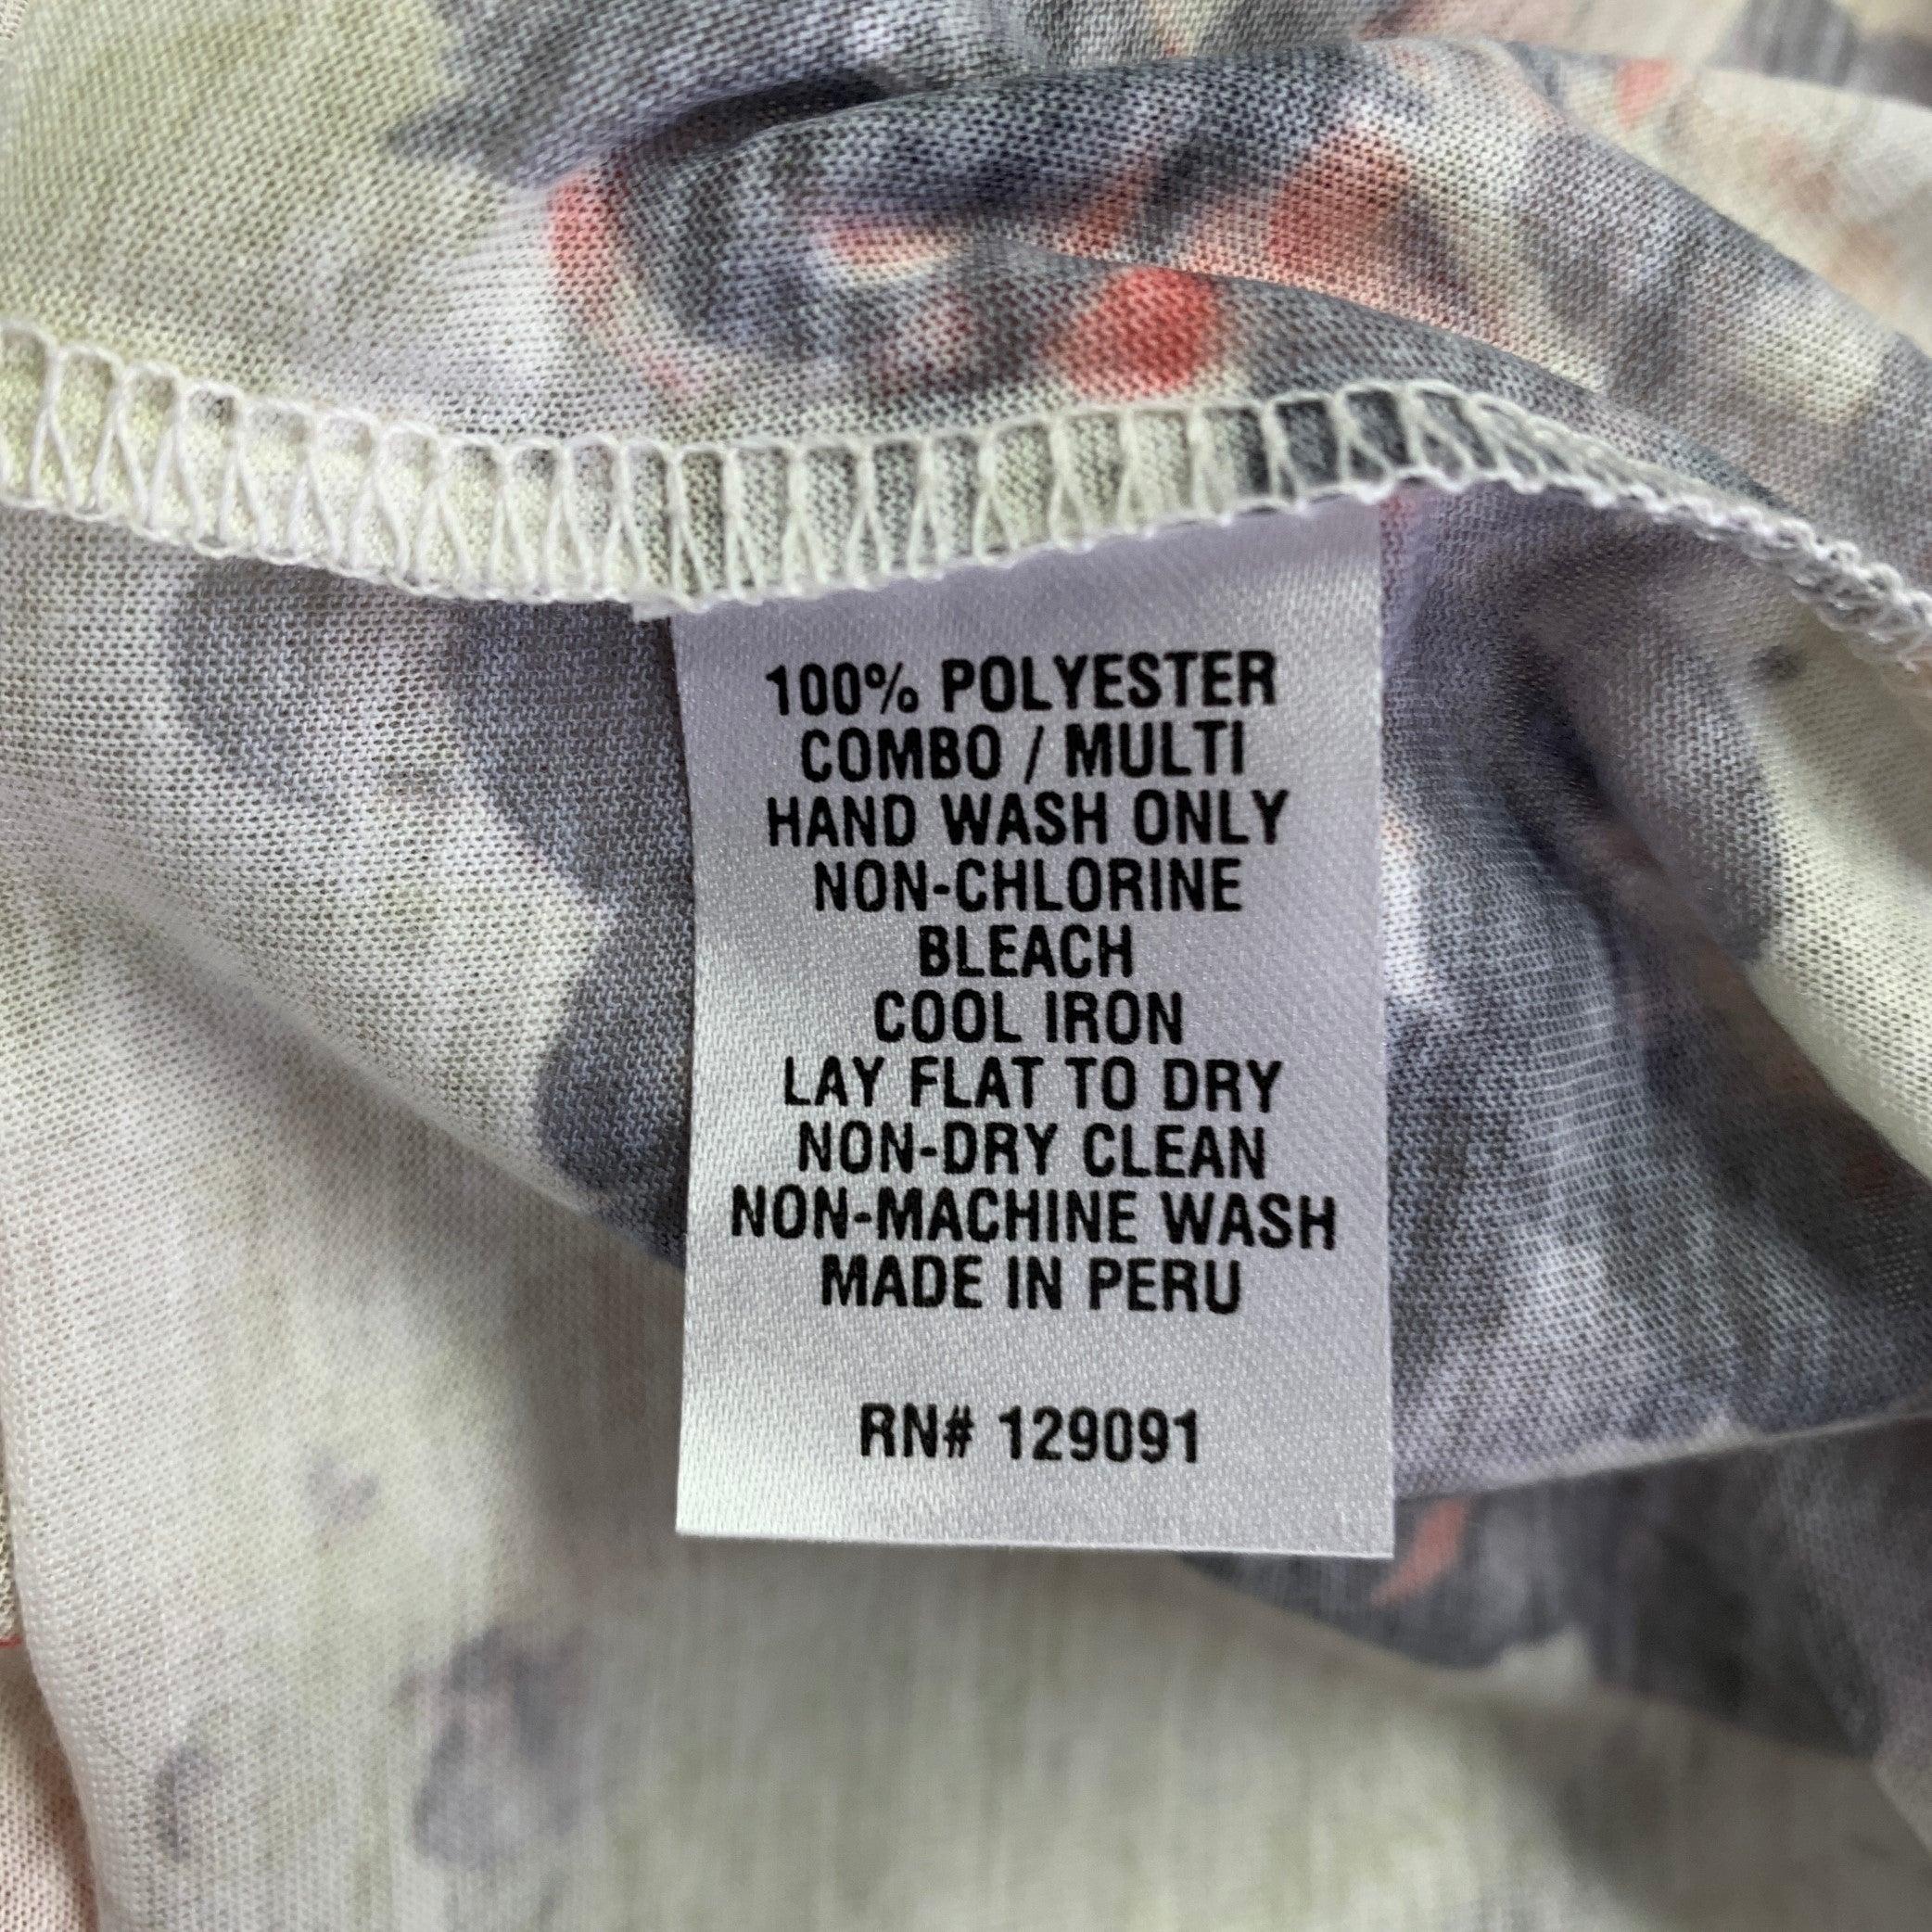 100% POLYESTER
COMBO / MULTI
HAND WASH ONLY
NON-CHLORINE
BLEACH
COOL IRON
LAY FLAT TO DRY
NON-DRY CLEAN
NON-MACHINE WASH
MADE IN PERU
RN# 129091